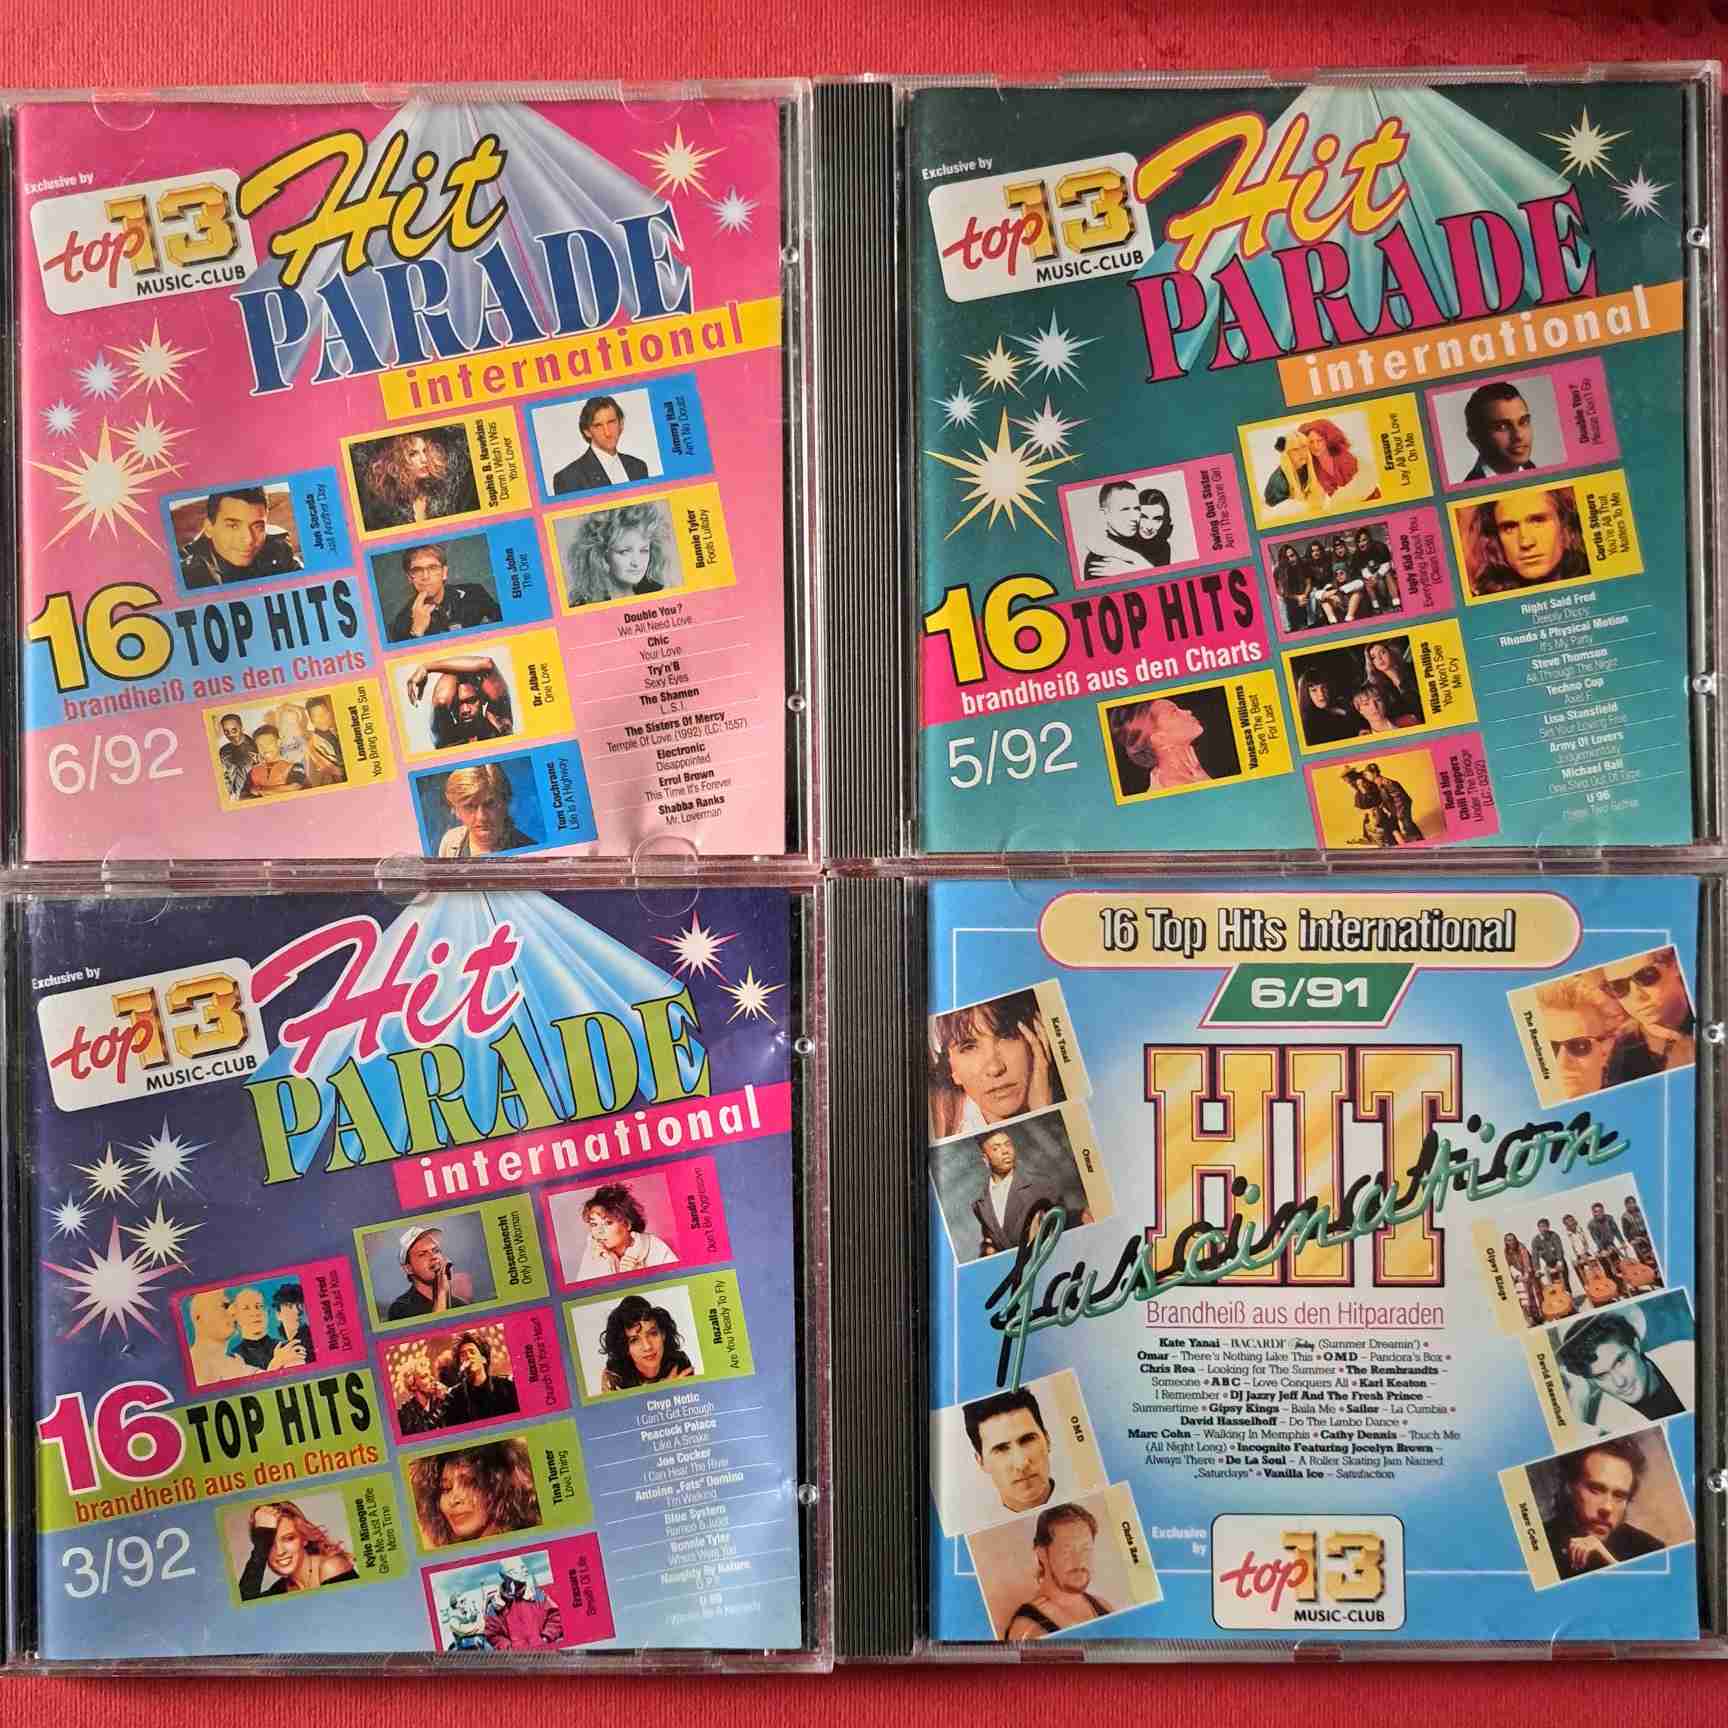 Exclusive by
top 13
MUSIC-CLUB
Hit
PARADE
international
Jon Secada
Just Another Day
Sophie B. Hawkins
Damn I Wish I Was
Your Lover
Jimmy Nail
Ain't No Doubt
Elton John
The One
Bonnie Tyler
Fools Lullaby
16 TOP HITS
brandheiß aus den Charts
6/92
Londonbeat
You Bring On The Sun
Dr. Alban
One Love
Tom Cochrane
Life Is A Highway
Double You?
We All Need Love
Chic
Your Love
Try'n'B
Sexy Eyes
The Shamen
L.S.I.
The Sisters Of Mercy
Temple Of Love (1992) (LC: 1557)
Electronic
Disappointed
Errol Brown
This Time It's Forever
Shabba Ranks
Mr. Loverman
Exclusive by
top 13
MUSIC-CLUB
Hit
PARADE
international
Swing Out Sister
Am I The Same Girl
Erasure
Lay All Your Love
On Me
Double You?
Please Don't Go
Ugly Kid Joe
Everything About You
(Clean Edit)
Curtis Stigers
You're All That
Matters To Me
16 TOP HITS
brandheiß aus den Charts
5/92
Vanessa Williams
Save The Best
For Last
Wilson Phillips
You Won't See
Me Cry
Red Hot
Chili Peppers
Under The Bridge
(LC: 0392)
Right Said Fred
Deeply Dippy
Rhonda & Physical Motion
It's My Party
Steve Thomson
All Through The Night
Techno Cop
Axel F.
Lisa Stansfield
Set Your Loving Free
Army Of Lovers
Judgementday
Michael Ball
One Step Out Of Time
U 96
Exclusive by
top 13
MUSIC-CLUB
Hit
PARADE
international
Right Said Fred
Don't Talk Just Kiss
Ochsenknecht
Only One Woman
Sandra
Don't Be Aggressive
Roxette
Church Of Your Heart
Rozalla
Are You Ready To Fly
16 TOP HITS
brandheiß aus den Charts
3/92
Kylie Minogue
Give Me Just A Little
More Time
Tina Turner
Love Thing
Erasure
Breath Of Life
Chyp Notic
I Can't Get Enough
Peacock Palace
Like A Snake
Joe Cocker
I Can Hear The River
Antoine „Fats" Domino
I'm Walking
Blue System
Romeo & Juliet
Bonnie Tyler
Where Were You
Naughty By Nature
O.P.P.
U 96
I Wanna Be A Kennedy
16 Top Hits international
6/91
Kate Yanai
The Rembrandts
Omar
HIT
fascination
Gipsy Kings
David Hasselhoff
OMD
Chris Rea
Marc Cohn
Brandheiß aus den Hitparaden
Kate Yanai – BACARDI Feeling (Summer Dreamin') •
Omar – There's Nothing Like This • OMD – Pandora's Box •
Chris Rea – Looking for The Summer • The Rembrandts –
Someone • ABC – Love Conquers All • Kari Keaton –
I Remember • DJ Jazzy Jeff And The Fresh Prince –
Summertime • Gipsy Kings – Baila Me • Sailor – La Cumbia •
David Hasselhoff – Do The Limbo Dance •
Marc Cohn – Walking In Memphis • Cathy Dennis – Touch Me
(All Night Long) • Incognito Featuring Jocelyn Brown –
Always There • De La Soul – A Roller Skating Jam Named
„Saturdays" • Vanilla Ice – Satisfaction
Exclusive
by
top 13
MUSIC-CLUB